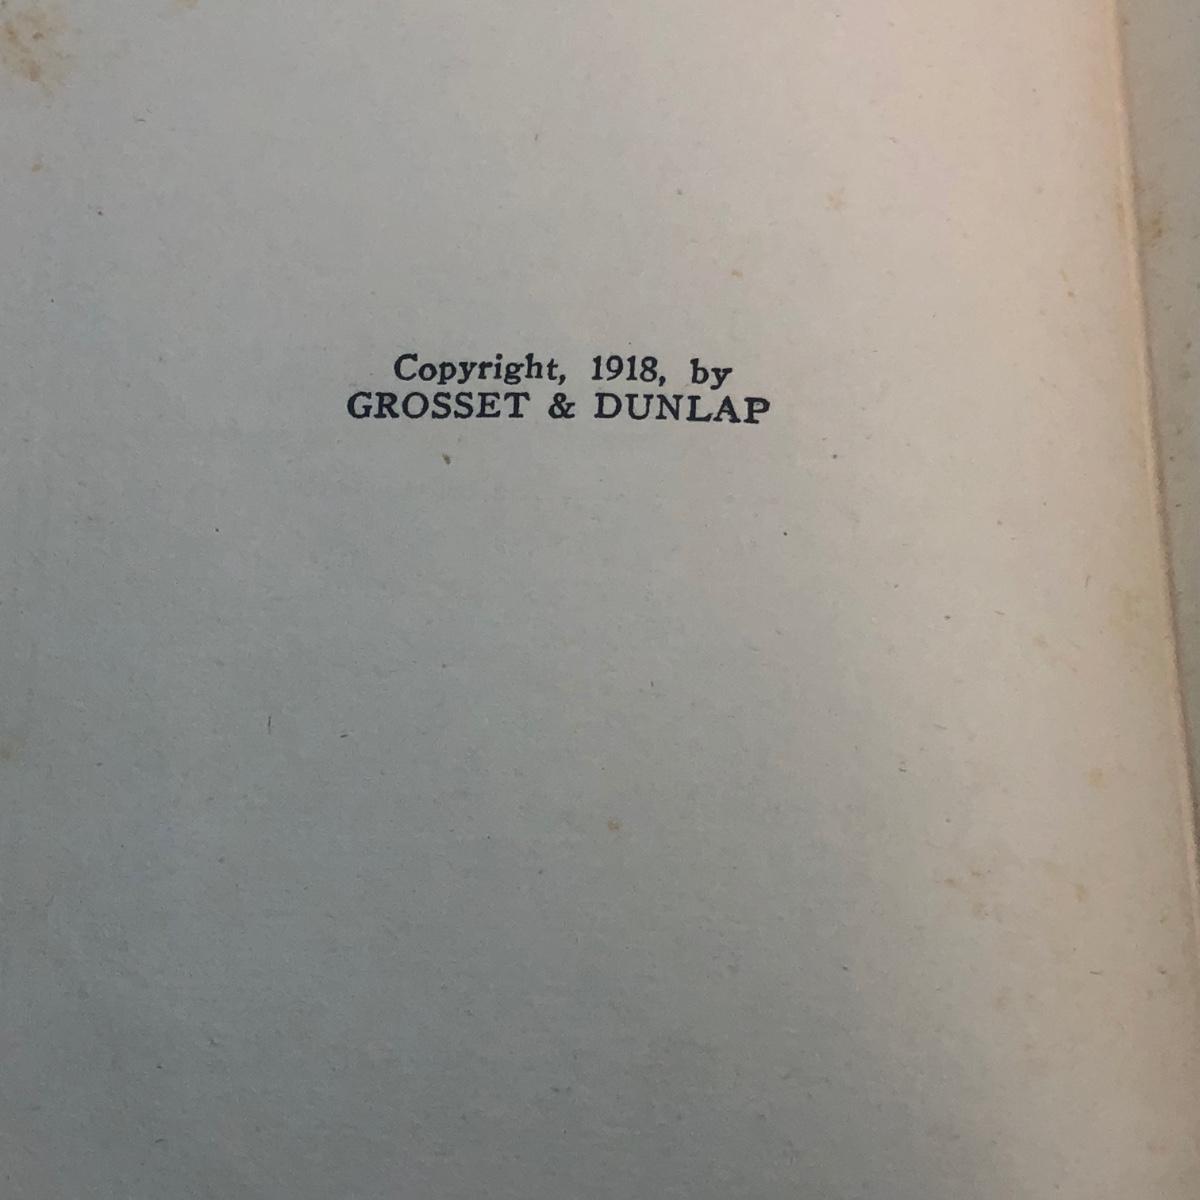 Copyright, 1918, by
GROSSET & DUNLAP